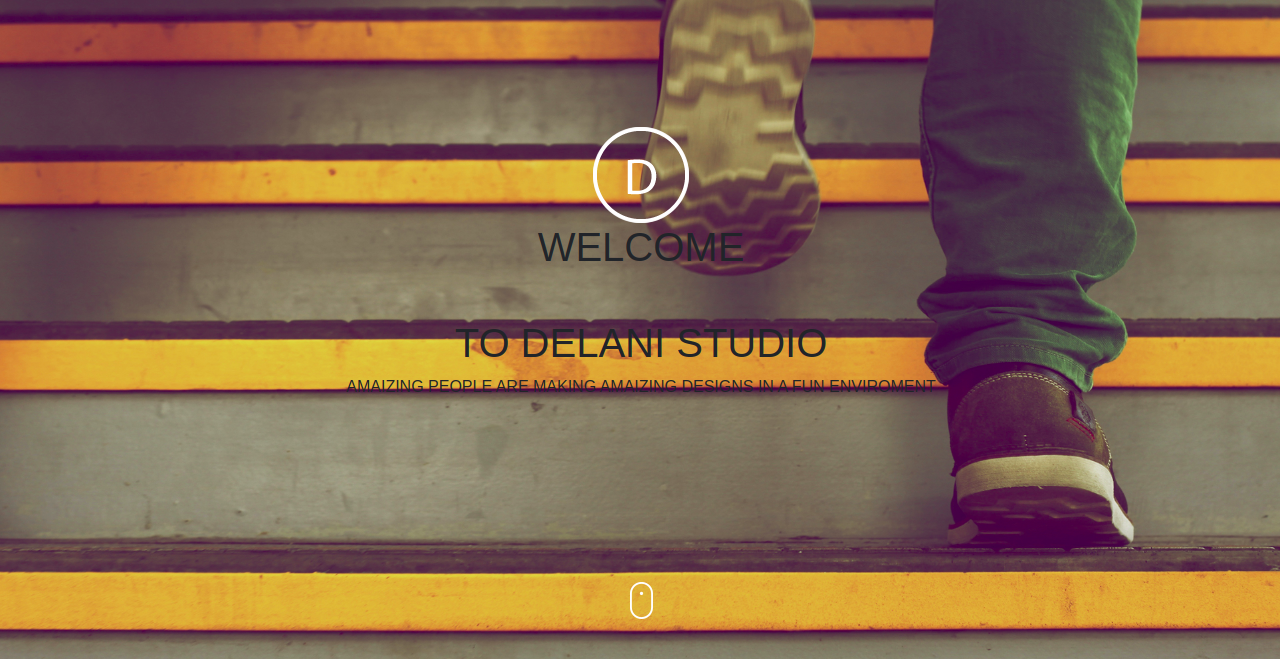 D
WELCOME
TO DELANI STUDIO
AMAIZING PEOPLE ARE MAKING AMAIZING DESIGNS IN A FUN ENVIROMENT